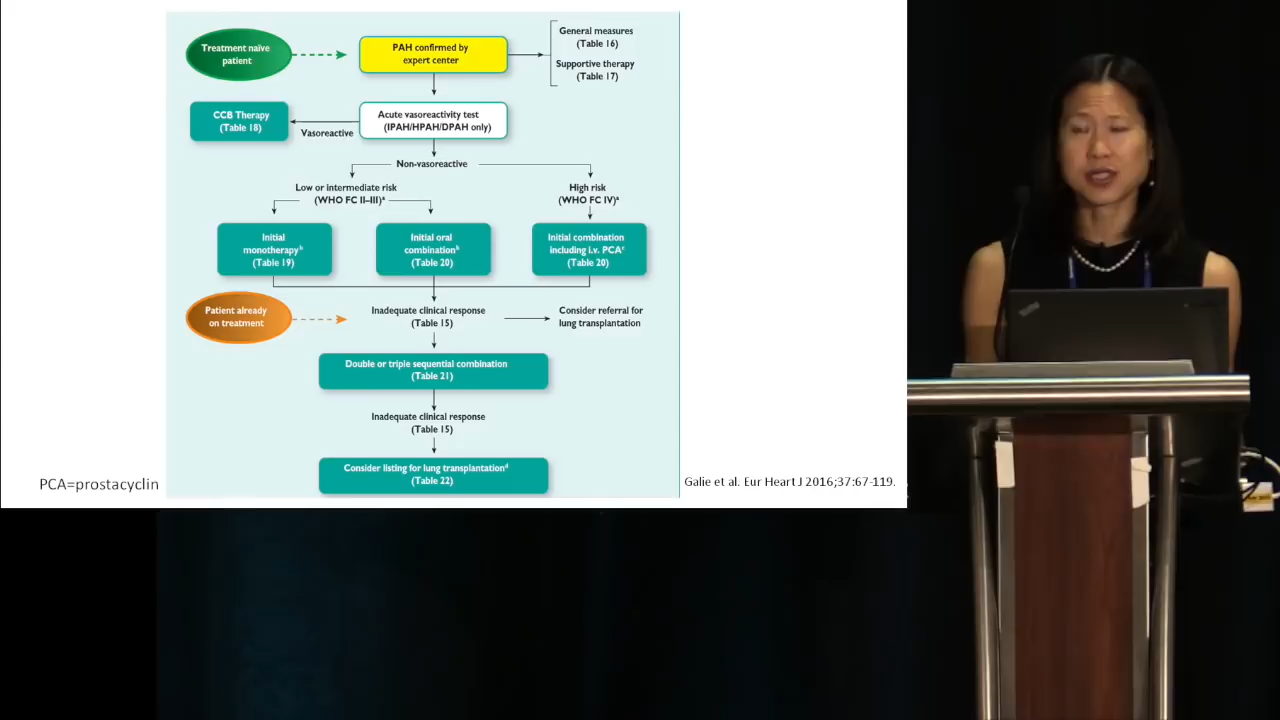 Treatment naïve
patient
PAH confirmed by
expert center
General measures
(Table 16)
Supportive therapy
(Table 17)
CCB Therapy
(Table 18)
Vasoreactive
Acute vasoreactivity test
(IPAH/HPAH/DPAH only)
Non-vasoreactive
Low or intermediate risk
(WHO FC II–III)ᵃ
High risk
(WHO FC IV)ᵃ
Initial
monotherapyᵇ
(Table 19)
Initial oral
combinationᵇ
(Table 20)
Initial combination
including i.v. PCAᶜ
(Table 20)
Patient already
on treatment
Inadequate clinical response
(Table 15)
Consider referral for
lung transplantation
Double or triple sequential combination
(Table 21)
Inadequate clinical response
(Table 15)
Consider listing for lung transplantationᵈ
(Table 22)
PCA=prostacyclin
Galie et al. Eur Heart J 2016;37:67-119.